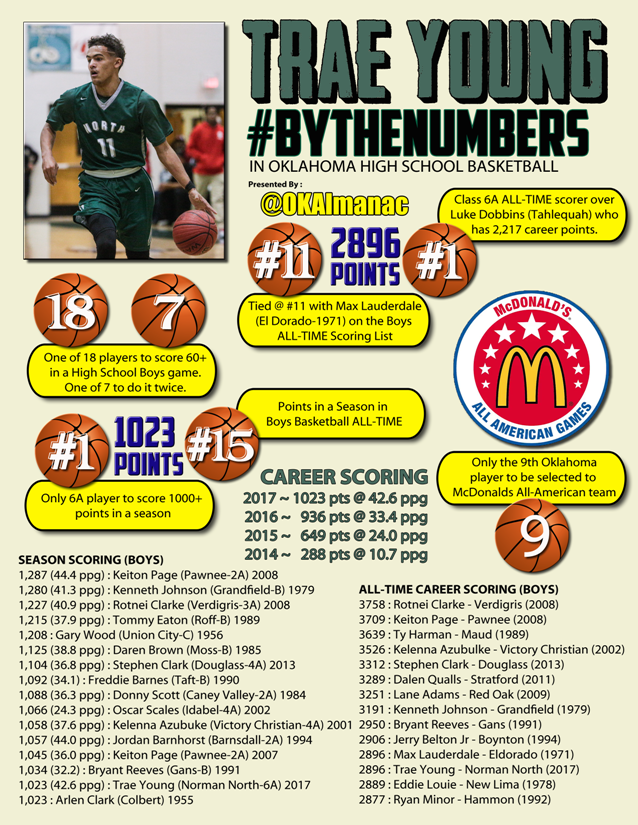 TRAE YOUNG
#BYTHENUMBERS
IN OKLAHOMA HIGH SCHOOL BASKETBALL
Presented By :
@OKAlmanac
NORTH
11
Class 6A ALL-TIME scorer over
Luke Dobbins (Tahlequah) who
has 2,217 career points.
#11
2896
POINTS
#1
Tied @ #11 with Max Lauderdale
(El Dorado-1971) on the Boys
ALL-TIME Scoring List
18
7
One of 18 players to score 60+
in a High School Boys game.
One of 7 to do it twice.
McDONALD'S®
ALL AMERICAN GAMES
Points in a Season in
Boys Basketball ALL-TIME
#1
1023
POINTS
#15
Only 6A player to score 1000+
points in a season
Only the 9th Oklahoma
player to be selected to
McDonalds All-American team
9
CAREER SCORING
2017 ~ 1023 pts @ 42.6 ppg
2016 ~ 936 pts @ 33.4 ppg
2015 ~ 649 pts @ 24.0 ppg
2014 ~ 288 pts @ 10.7 ppg
SEASON SCORING (BOYS)
1,287 (44.4 ppg) : Keiton Page (Pawnee-2A) 2008
1,280 (41.3 ppg) : Kenneth Johnson (Grandfield-B) 1979
1,227 (40.9 ppg) : Rotnei Clarke (Verdigris-3A) 2008
1,215 (37.9 ppg) : Tommy Eaton (Roff-B) 1989
1,208 : Gary Wood (Union City-C) 1956
1,125 (38.8 ppg) : Daren Brown (Moss-B) 1985
1,104 (36.8 ppg) : Stephen Clark (Douglass-4A) 2013
1,092 (34.1) : Freddie Barnes (Taft-B) 1990
1,088 (36.3 ppg) : Donny Scott (Caney Valley-2A) 1984
1,066 (24.3 ppg) : Oscar Scales (Idabel-4A) 2002
1,058 (37.6 ppg) : Kelenna Azubuke (Victory Christian-4A) 2001
1,057 (44.0 ppg) : Jordan Barnhorst (Barnsdall-2A) 1994
1,045 (36.0 ppg) : Keiton Page (Pawnee-2A) 2007
1,034 (32.2) : Bryant Reeves (Gans-B) 1991
1,023 (42.6 ppg) : Trae Young (Norman North-6A) 2017
1,023 : Arlen Clark (Colbert) 1955
ALL-TIME CAREER SCORING (BOYS)
3758 : Rotnei Clarke - Verdigris (2008)
3709 : Keiton Page - Pawnee (2008)
3639 : Ty Harman - Maud (1989)
3526 : Kelenna Azubulke - Victory Christian (2002)
3312 : Stephen Clark - Douglass (2013)
3289 : Dalen Qualls - Stratford (2011)
3251 : Lane Adams - Red Oak (2009)
3191 : Kenneth Johnson - Grandfield (1979)
2950 : Bryant Reeves - Gans (1991)
2906 : Jerry Belton Jr - Boynton (1994)
2896 : Max Lauderdale - Eldorado (1971)
2896 : Trae Young - Norman North (2017)
2889 : Eddie Louie - New Lima (1978)
2877 : Ryan Minor - Hammon (1992)